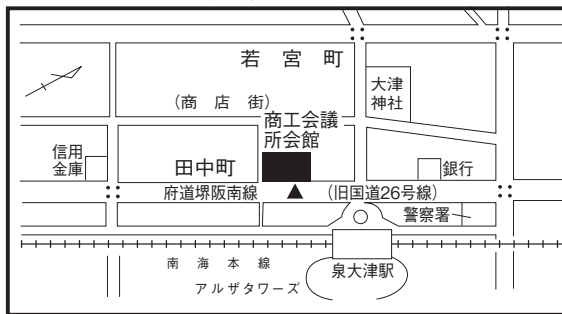 若宮町
大津
神社
(商店街)
商工会議
所会館
信用
金庫
田中町
銀行
府道堺阪南線
(旧国道26号線)
警察署
南海本線
泉大津駅
アルザタワーズ